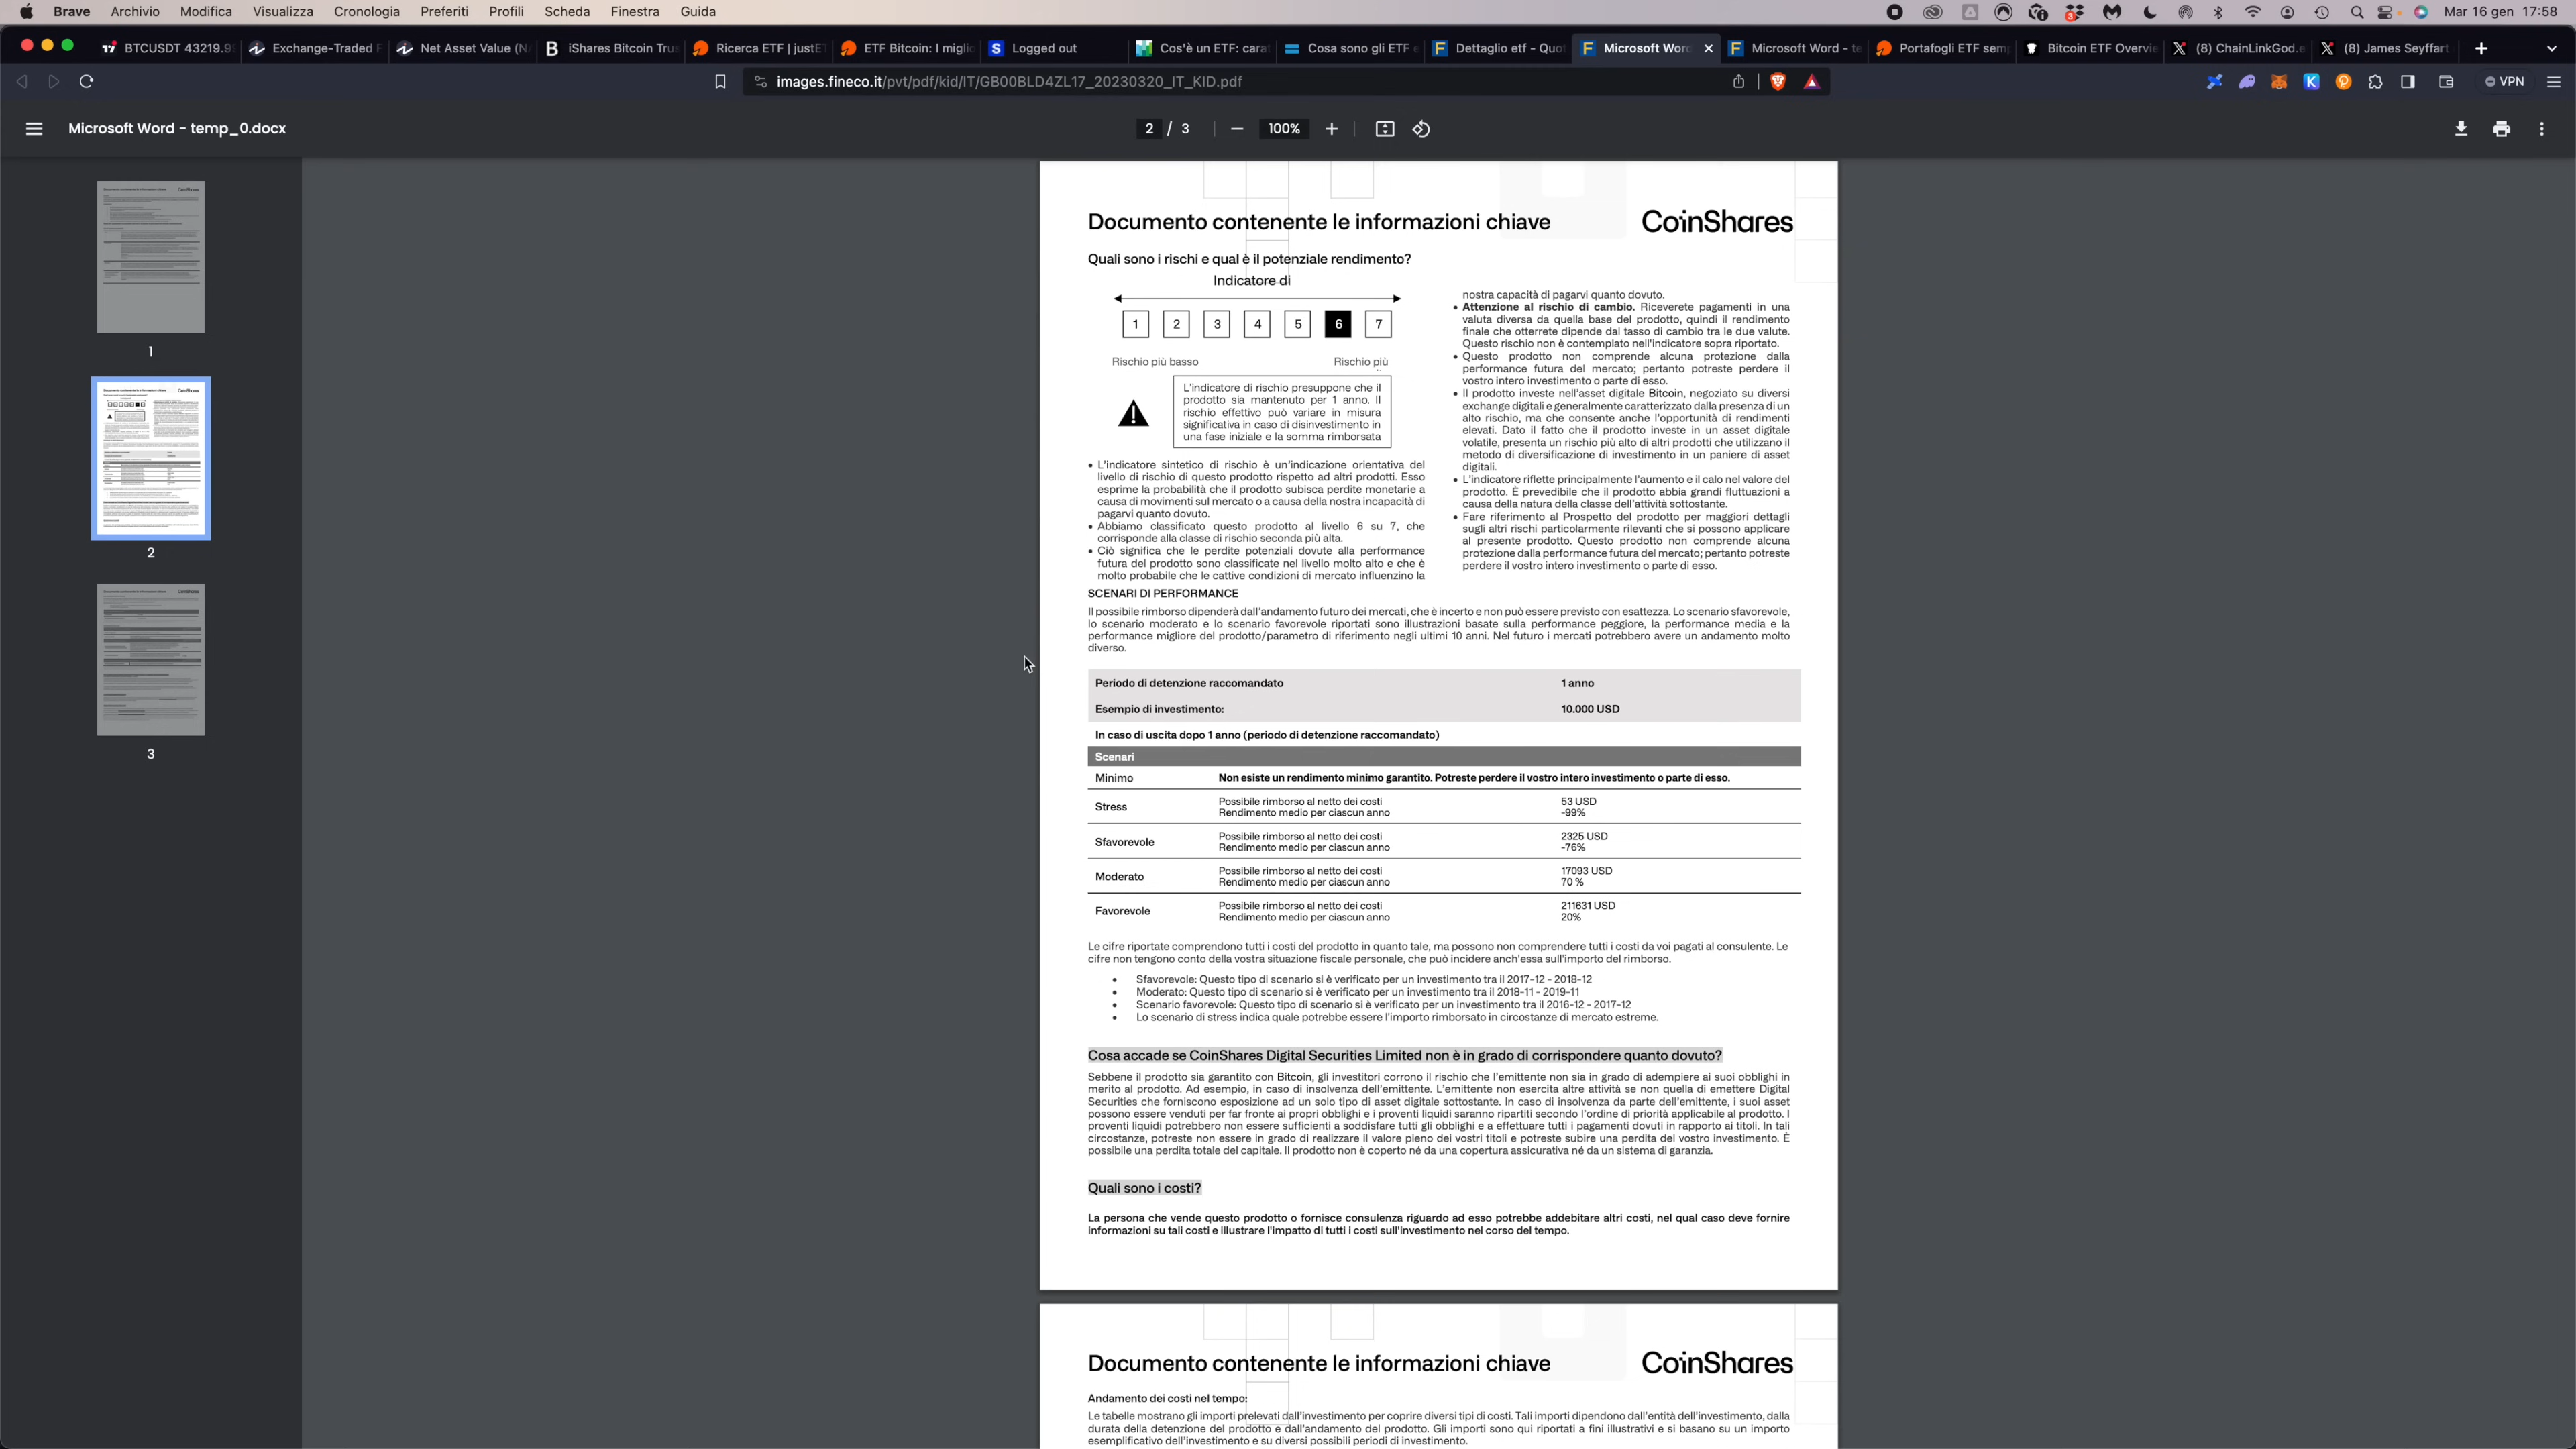 Brave Archivio Modifica Visualizza Cronologia Preferiti Profili Scheda Finestra Guida
Mar 16 gen 17:58
BTCUSDT 43219.9
Exchange-Traded F
Net Asset Value (N
iShares Bitcoin Trus
Ricerca ETF | justE
ETF Bitcoin: I miglio
Logged out
Cos'è un ETF: carat
Cosa sono gli ETF e
Dettaglio etf - Quot
Microsoft Word
Microsoft Word - te
Portafogli ETF sem
Bitcoin ETF Overvie
(8) ChainLinkGod.e
(8) James Seyffart
images.fineco.it/pvt/pdf/kid/IT/GB00BLD4ZL17_20230320_IT_KID.pdf
VPN
Microsoft Word - temp_0.docx
2 / 3
100%
1
2
3
Documento contenente le informazioni chiave
CoinShares
Quali sono i rischi e qual è il potenziale rendimento?
Indicatore di
1 2 3 4 5 6 7
Rischio più basso
Rischio più
L'indicatore di rischio presuppone che il
prodotto sia mantenuto per 1 anno. Il
rischio effettivo può variare in misura
significativa in caso di disinvestimento in
una fase iniziale e la somma rimborsata
• L'indicatore sintetico di rischio è un'indicazione orientativa del
livello di rischio di questo prodotto rispetto ad altri prodotti. Esso
esprime la probabilità che il prodotto subisca perdite monetarie a
causa di movimenti sul mercato o a causa della nostra incapacità di
pagarvi quanto dovuto.
• Abbiamo classificato questo prodotto al livello 6 su 7, che
corrisponde alla classe di rischio seconda più alta.
• Ciò significa che le perdite potenziali dovute alla performance
futura del prodotto sono classificate nel livello molto alto e che è
molto probabile che le cattive condizioni di mercato influenzino la
nostra capacità di pagarvi quanto dovuto.
• Attenzione al rischio di cambio. Riceverete pagamenti in una
valuta diversa da quella base del prodotto, quindi il rendimento
finale che otterrete dipende dal tasso di cambio tra le due valute.
Questo rischio non è contemplato nell'indicatore sopra riportato.
• Questo prodotto non comprende alcuna protezione dalla
performance futura del mercato; pertanto potreste perdere il
vostro intero investimento o parte di esso.
• Il prodotto investe nell'asset digitale Bitcoin, negoziato su diversi
exchange digitali e generalmente caratterizzato dalla presenza di un
alto rischio, ma che consente anche l'opportunità di rendimenti
elevati. Dato il fatto che il prodotto investe in un asset digitale
volatile, presenta un rischio più alto di altri prodotti che utilizzano il
metodo di diversificazione di investimento in un paniere di asset
digitali.
• L'indicatore riflette principalmente l'aumento e il calo nel valore del
prodotto. È prevedibile che il prodotto abbia grandi fluttuazioni a
causa della natura della classe dell'attività sottostante.
• Fare riferimento al Prospetto del prodotto per maggiori dettagli
sugli altri rischi particolarmente rilevanti che si possono applicare
al presente prodotto. Questo prodotto non comprende alcuna
protezione dalla performance futura del mercato; pertanto potreste
perdere il vostro intero investimento o parte di esso.
SCENARI DI PERFORMANCE
Il possibile rimborso dipenderà dall'andamento futuro dei mercati, che è incerto e non può essere previsto con esattezza. Lo scenario sfavorevole,
lo scenario moderato e lo scenario favorevole riportati sono illustrazioni basate sulla performance peggiore, la performance media e la
performance migliore del prodotto/parametro di riferimento negli ultimi 10 anni. Nel futuro i mercati potrebbero avere un andamento molto
diverso.
Periodo di detenzione raccomandato 1 anno
Esempio di investimento: 10.000 USD
In caso di uscita dopo 1 anno (periodo di detenzione raccomandato)
Scenari
Minimo Non esiste un rendimento minimo garantito. Potreste perdere il vostro intero investimento o parte di esso.
Stress
Possibile rimborso al netto dei costi 53 USD
Rendimento medio per ciascun anno -99%
Sfavorevole
Possibile rimborso al netto dei costi 2325 USD
Rendimento medio per ciascun anno -76%
Moderato
Possibile rimborso al netto dei costi 17093 USD
Rendimento medio per ciascun anno 70 %
Favorevole
Possibile rimborso al netto dei costi 211631 USD
Rendimento medio per ciascun anno 20%
Le cifre riportate comprendono tutti i costi del prodotto in quanto tale, ma possono non comprendere tutti i costi da voi pagati al consulente. Le
cifre non tengono conto della vostra situazione fiscale personale, che può incidere anch'essa sull'importo del rimborso.
• Sfavorevole: Questo tipo di scenario si è verificato per un investimento tra il 2017-12 - 2018-12
• Moderato: Questo tipo di scenario si è verificato per un investimento tra il 2018-11 - 2019-11
• Scenario favorevole: Questo tipo di scenario si è verificato per un investimento tra il 2016-12 - 2017-12
• Lo scenario di stress indica quale potrebbe essere l'importo rimborsato in circostanze di mercato estreme.
Cosa accade se CoinShares Digital Securities Limited non è in grado di corrispondere quanto dovuto?
Sebbene il prodotto sia garantito con Bitcoin, gli investitori corrono il rischio che l'emittente non sia in grado di adempiere ai suoi obblighi in
merito al prodotto. Ad esempio, in caso di insolvenza dell'emittente. L'emittente non esercita altre attività se non quella di emettere Digital
Securities che forniscono esposizione ad un solo tipo di asset digitale sottostante. In caso di insolvenza da parte dell'emittente, i suoi asset
possono essere venduti per far fronte ai propri obblighi e i proventi liquidi saranno ripartiti secondo l'ordine di priorità applicabile al prodotto. I
proventi liquidi potrebbero non essere sufficienti a soddisfare tutti gli obblighi e a effettuare tutti i pagamenti dovuti in rapporto ai titoli. In tali
circostanze, potreste non essere in grado di realizzare il valore pieno dei vostri titoli e potreste subire una perdita del vostro investimento. È
possibile una perdita totale del capitale. Il prodotto non è coperto né da una copertura assicurativa né da un sistema di garanzia.
Quali sono i costi?
La persona che vende questo prodotto o fornisce consulenza riguardo ad esso potrebbe addebitare altri costi, nel qual caso deve fornire
informazioni su tali costi e illustrare l'impatto di tutti i costi sull'investimento nel corso del tempo.
Documento contenente le informazioni chiave
CoinShares
Andamento dei costi nel tempo:
Le tabelle mostrano gli importi prelevati dall'investimento per coprire diversi tipi di costi. Tali importi dipendono dall'entità dell'investimento, dalla
durata della detenzione del prodotto e dall'andamento del prodotto. Gli importi sono qui riportati a fini illustrativi e si basano su un importo
esemplificativo dell'investimento e su diversi possibili periodi di investimento.